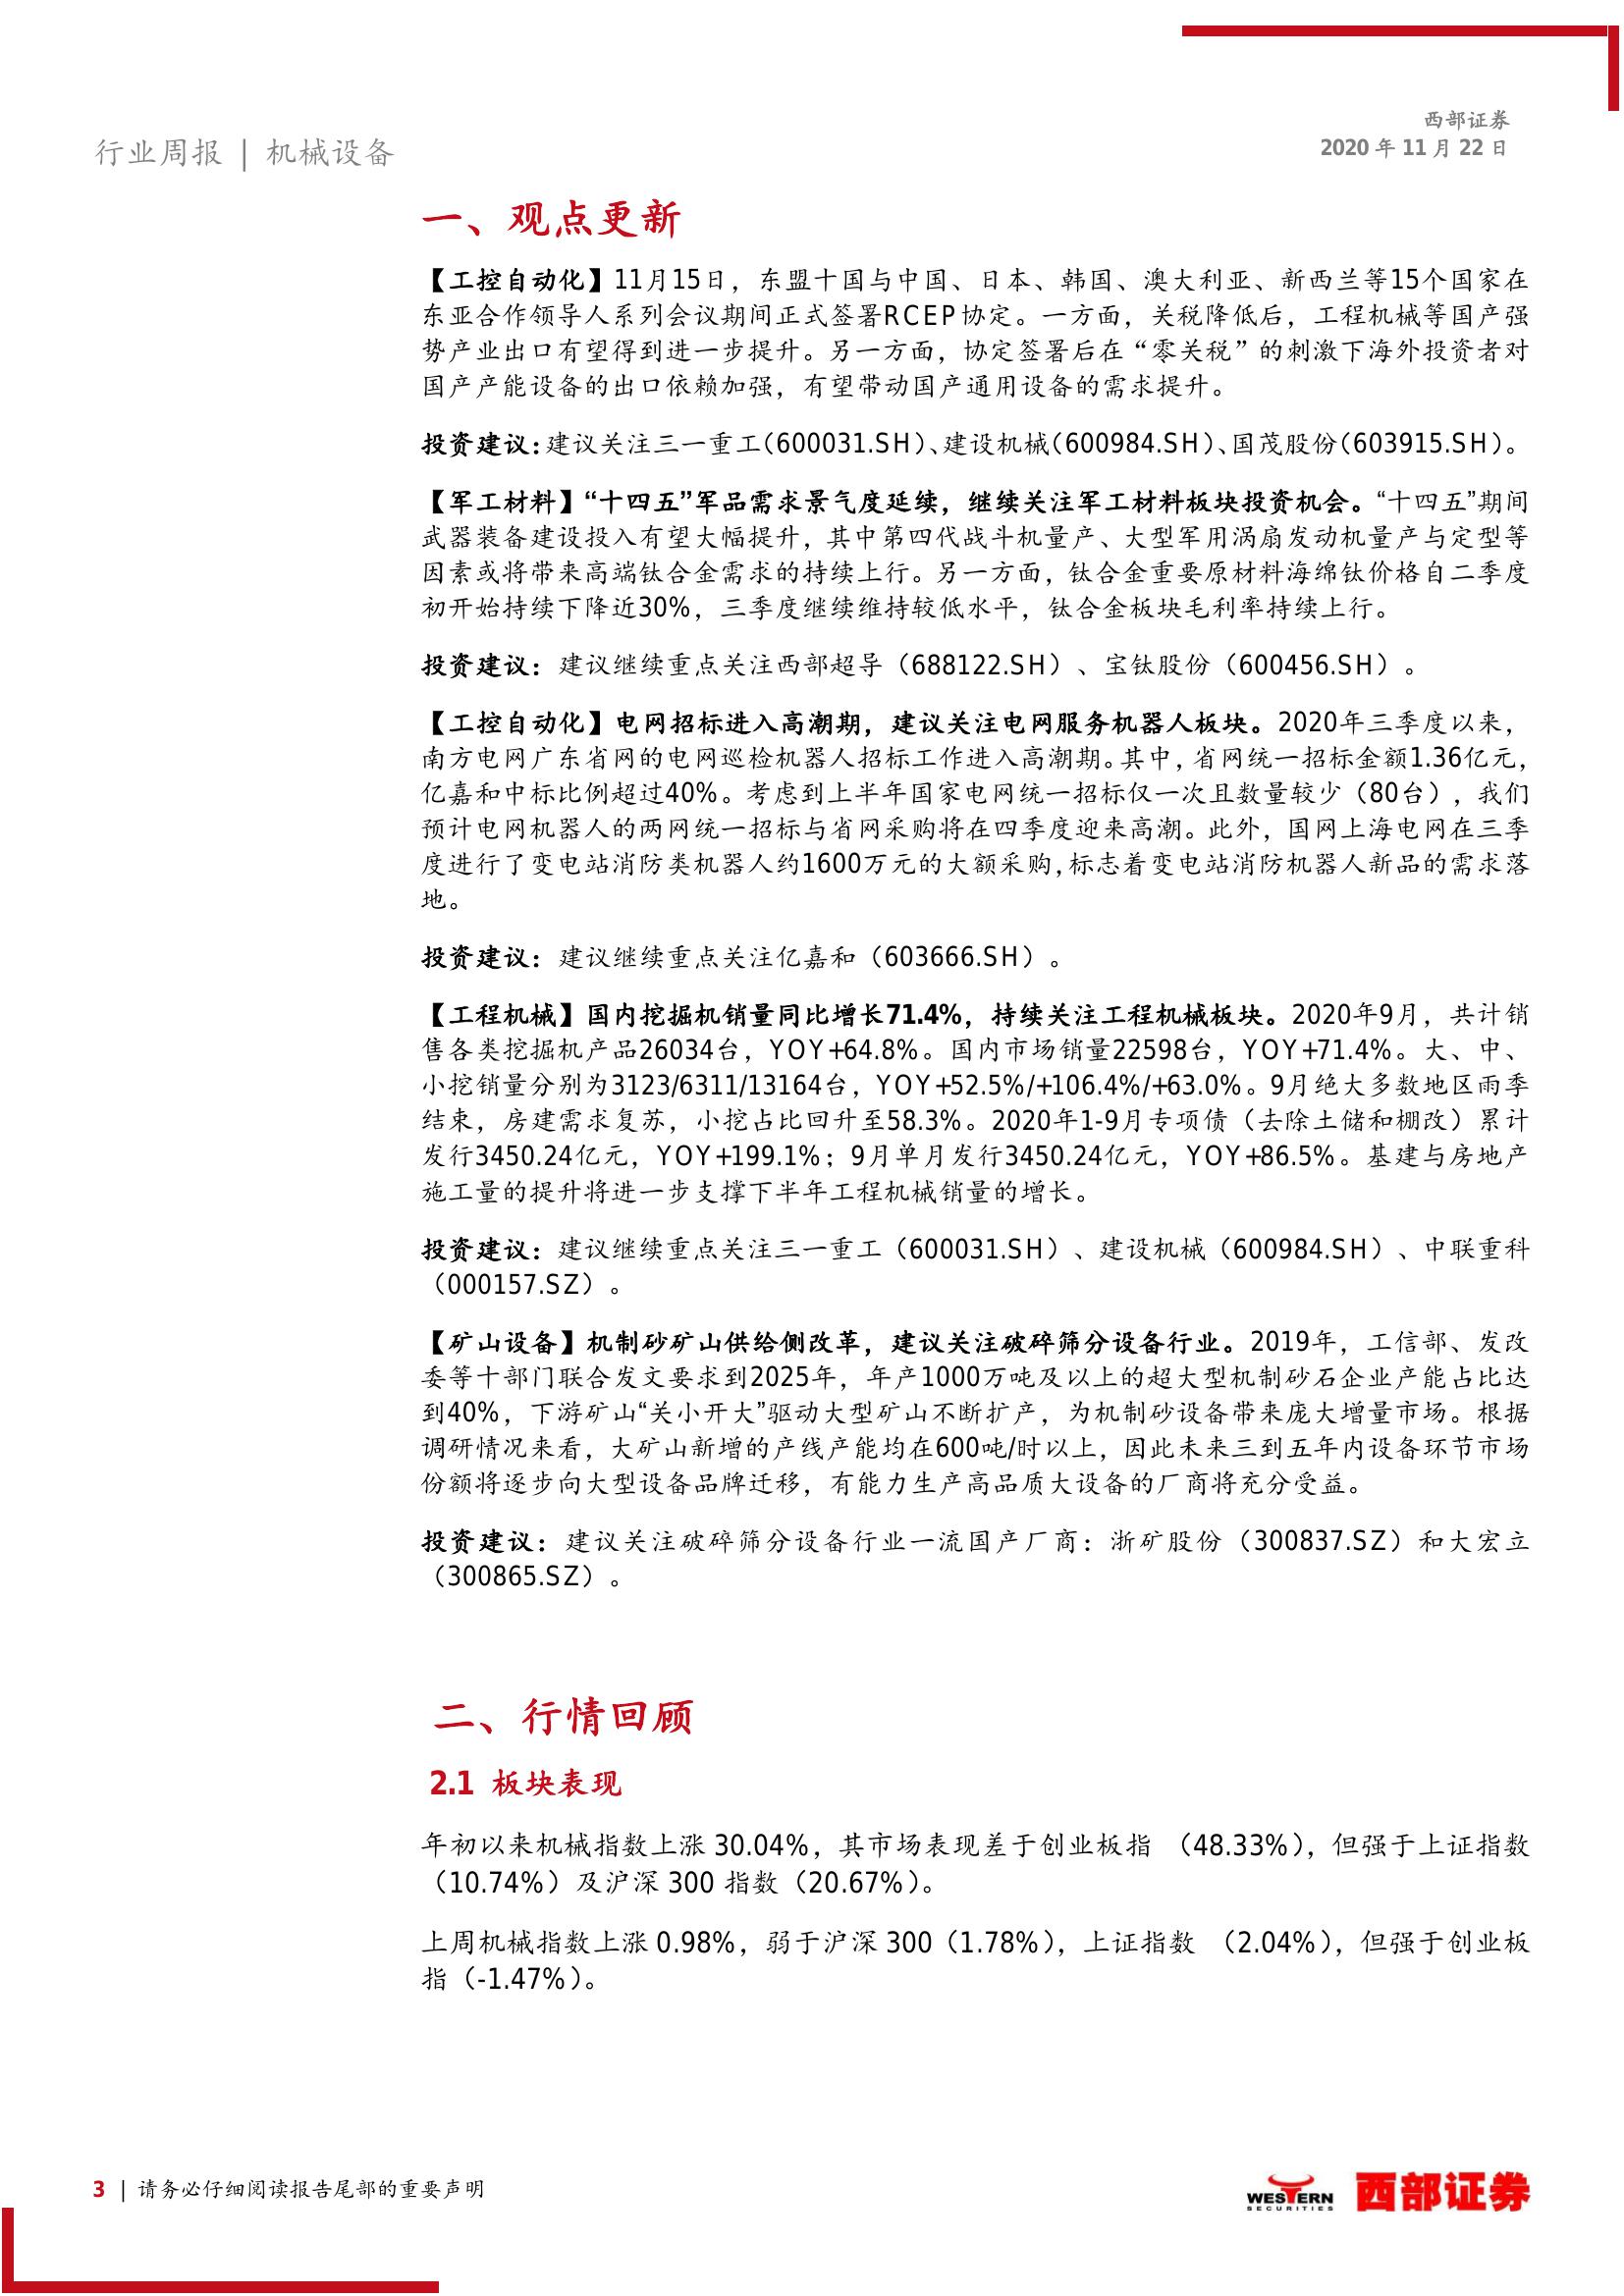 西部证券
行业周报 | 机械设备
2020 年 11 月 22 日
一、观点更新
【工控自动化】11月15日，东盟十国与中国、日本、韩国、澳大利亚、新西兰等15个国家在
东亚合作领导人系列会议期间正式签署RCEP协定。一方面，关税降低后，工程机械等国产强
势产业出口有望得到进一步提升。另一方面，协定签署后在“零关税”的刺激下海外投资者对
国产产能设备的出口依赖加强，有望带动国产通用设备的需求提升。
投资建议：建议关注三一重工（600031.SH）、建设机械（600984.SH）、国茂股份（603915.SH）。
【军工材料】“十四五”军品需求景气度延续，继续关注军工材料板块投资机会。“十四五”期间
武器装备建设投入有望大幅提升，其中第四代战斗机量产、大型军用涡扇发动机量产与定型等
因素或将带来高端钛合金需求的持续上行。另一方面，钛合金重要原材料海绵钛价格自二季度
初开始持续下降近30%，三季度继续维持较低水平，钛合金板块毛利率持续上行。
投资建议：建议继续重点关注西部超导（688122.SH）、宝钛股份（600456.SH）。
【工控自动化】电网招标进入高潮期，建议关注电网服务机器人板块。2020年三季度以来，
南方电网广东省网的电网巡检机器人招标工作进入高潮期。其中，省网统一招标金额1.36亿元，
亿嘉和中标比例超过40%。考虑到上半年国家电网统一招标仅一次且数量较少（80台），我们
预计电网机器人的两网统一招标与省网采购将在四季度迎来高潮。此外，国网上海电网在三季
度进行了变电站消防类机器人约1600万元的大额采购，标志着变电站消防机器人新品的需求落
地。
投资建议：建议继续重点关注亿嘉和（603666.SH）。
【工程机械】国内挖掘机销量同比增长71.4%，持续关注工程机械板块。2020年9月，共计销
售各类挖掘机产品26034台，YOY+64.8%。国内市场销量22598台，YOY+71.4%。大、中、
小挖销量分别为3123/6311/13164台，YOY+52.5%/+106.4%/+63.0%。9月绝大多数地区雨季
结束，房建需求复苏，小挖占比回升至58.3%。2020年1-9月专项债（去除土储和棚改）累计
发行3450.24亿元，YOY+199.1%；9月单月发行3450.24亿元，YOY+86.5%。基建与房地产
施工量的提升将进一步支撑下半年工程机械销量的增长。
投资建议：建议继续重点关注三一重工（600031.SH）、建设机械（600984.SH）、中联重科
（000157.SZ）。
【矿山设备】机制砂矿山供给侧改革，建议关注破碎筛分设备行业。2019年，工信部、发改
委等十部门联合发文要求到2025年，年产1000万吨及以上的超大型机制砂石企业产能占比达
到40%，下游矿山“关小开大”驱动大型矿山不断扩产，为机制砂设备带来庞大增量市场。根据
调研情况来看，大矿山新增的产线产能均在600吨/时以上，因此未来三到五年内设备环节市场
份额将逐步向大型设备品牌迁移，有能力生产高品质大设备的厂商将充分受益。
投资建议：建议关注破碎筛分设备行业一流国产厂商：浙矿股份（300837.SZ）和大宏立
（300865.SZ）。
二、行情回顾
2.1 板块表现
年初以来机械指数上涨 30.04%，其市场表现差于创业板指 （48.33%），但强于上证指数
（10.74%）及沪深 300 指数（20.67%）。
上周机械指数上涨 0.98%，弱于沪深 300（1.78%），上证指数 （2.04%），但强于创业板
指（-1.47%）。
3 | 请务必仔细阅读报告尾部的重要声明
WESTERN
SECURITIES
西部证券